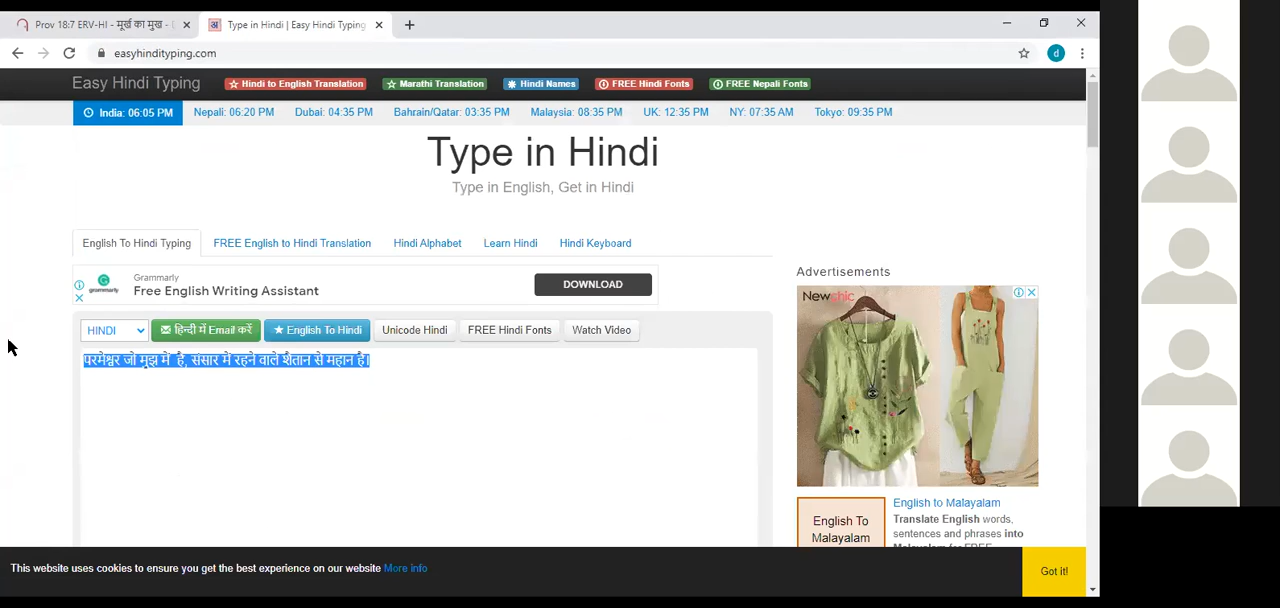 Prov 18:7 ERV-HI - मूर्ख का मुख -
Type in Hindi | Easy Hindi Typing
easyhindityping.com
d
Easy Hindi Typing
Hindi to English Translation
Marathi Translation
Hindi Names
FREE Hindi Fonts
FREE Nepali Fonts
India: 06:05 PM
Nepali: 06:20 PM
Dubai: 04:35 PM
Bahrain/Qatar: 03:35 PM
Malaysia: 08:35 PM
UK: 12:35 PM
NY: 07:35 AM
Tokyo: 09:35 PM
Type in Hindi
Type in English, Get in Hindi
English To Hindi Typing
FREE English to Hindi Translation
Hindi Alphabet
Learn Hindi
Hindi Keyboard
Grammarly
Free English Writing Assistant
grammarly
DOWNLOAD
HINDI
हिन्दी में Email करें
English To Hindi
Unicode Hindi
FREE Hindi Fonts
Watch Video
परमेश्वर जो मुझ में है, संसार में रहने वाले शैतान से महान है।
Advertisements
Newchic
English To
Malayalam
English to Malayalam
Translate English words,
sentences and phrases into
Malayalam for FREE.
This website uses cookies to ensure you get the best experience on our website More info
Got it!